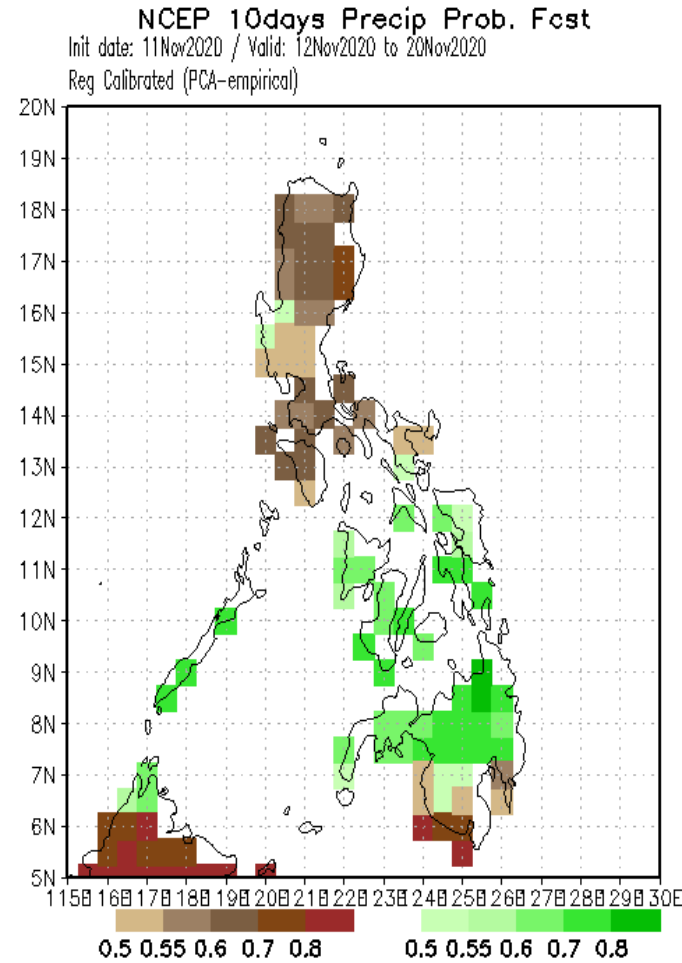 NCEP 10days Precip Prob. Fcst
Init date: 11Nov2020 / Valid: 12Nov2020 to 20Nov2020
Reg Calibrated (PCA-empirical)
20N
19N
18N
17N
16N
15N
14N
13N
12N
11N
10N
9N
8N
7N
6N
5N
115E 116E 117E 118E 119E 120E 121E 122E 123E 124E 125E 126E 127E 128E 129E 130E
0.5 0.55 0.6 0.7 0.8 0.5 0.55 0.6 0.7 0.8